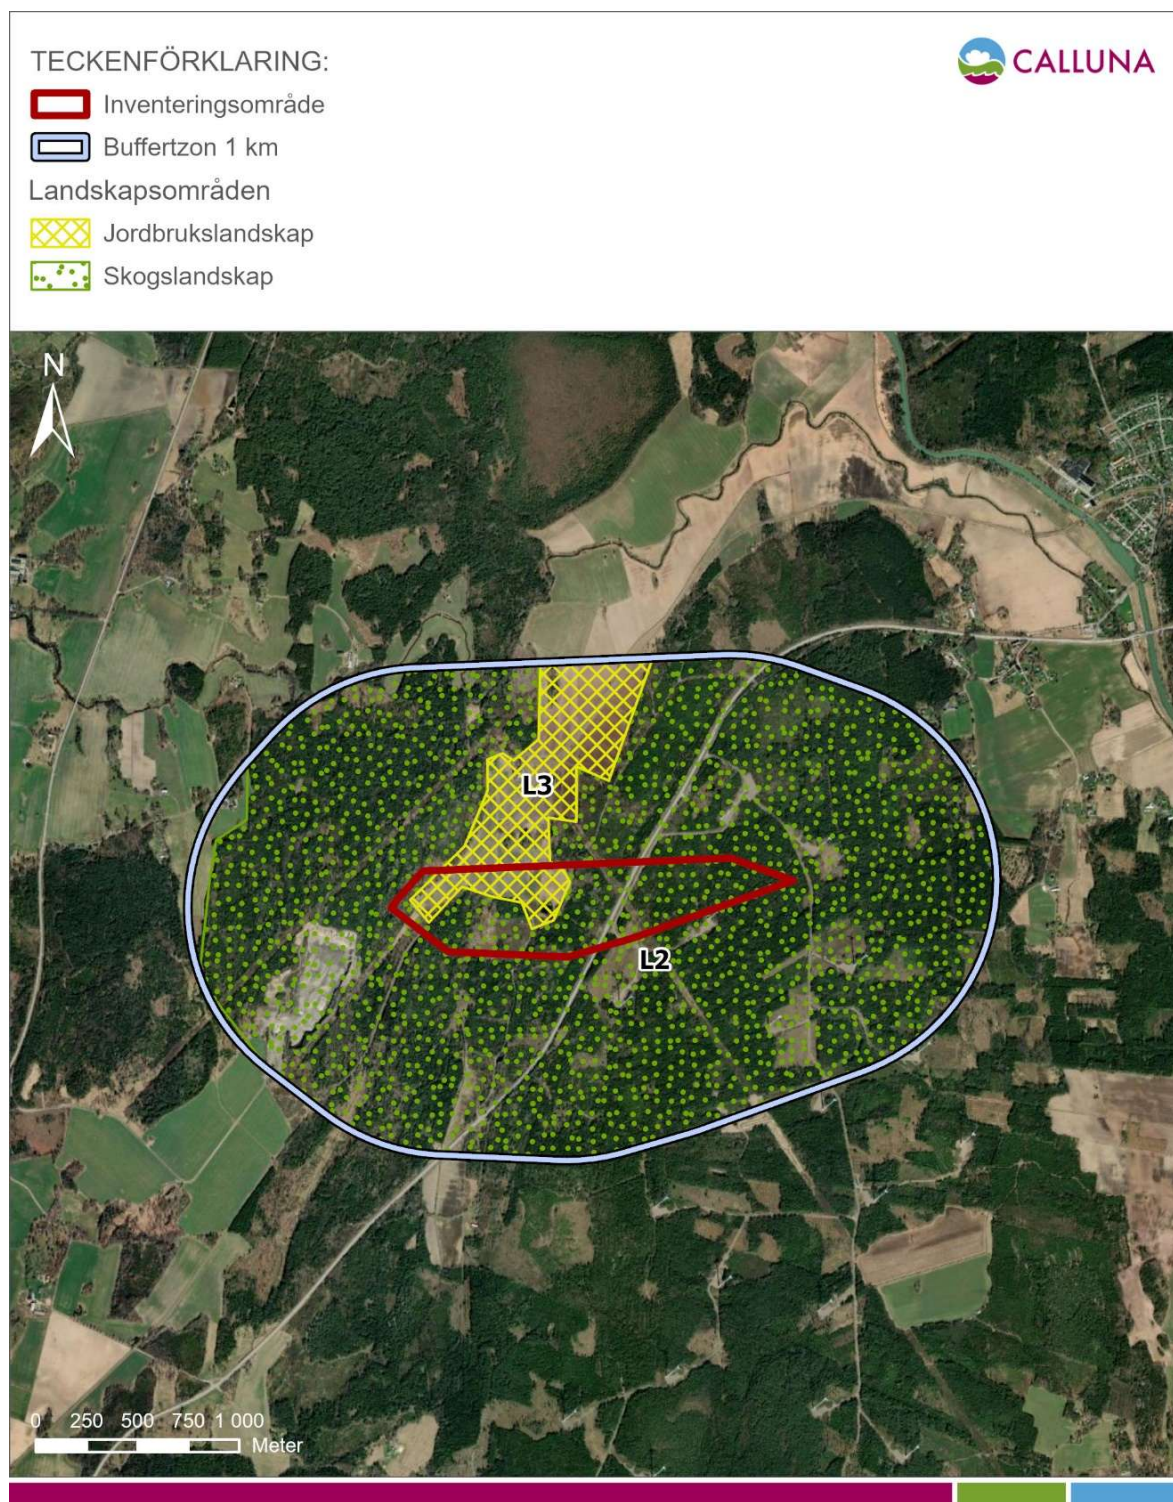 TECKENFÖRKLARING:
CALLUNA
Inventeringsområde
Buffertzon 1 km
Landskapsområden
Jordbrukslandskap
Skogslandskap
N
L3
L2
0 250 500 750 1 000
Meter